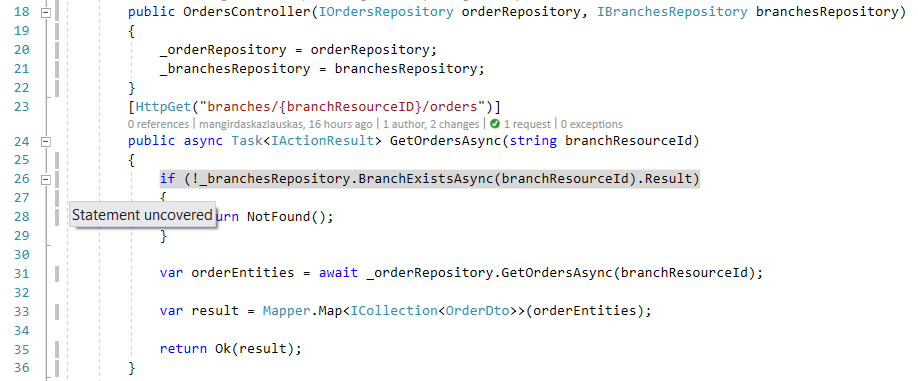 18 public OrdersController(IOrdersRepository orderRepository, IBranchesRepository branchesRepository)
19 {
20 _orderRepository = orderRepository;
21 _branchesRepository = branchesRepository;
22 }
23 [HttpGet("branches/{branchResourceID}/orders")]
0 references | mangirdaskazlauskas, 16 hours ago | 1 author, 2 changes | 1 request | 0 exceptions
24 public async Task<IActionResult> GetOrdersAsync(string branchResourceId)
25 {
26 if (!_branchesRepository.BranchExistsAsync(branchResourceId).Result)
27 {
Statement uncovered
28 urn NotFound();
29 }
30
31 var orderEntities = await _orderRepository.GetOrdersAsync(branchResourceId);
32
33 var result = Mapper.Map<ICollection<OrderDto>>(orderEntities);
34
35 return Ok(result);
36 }